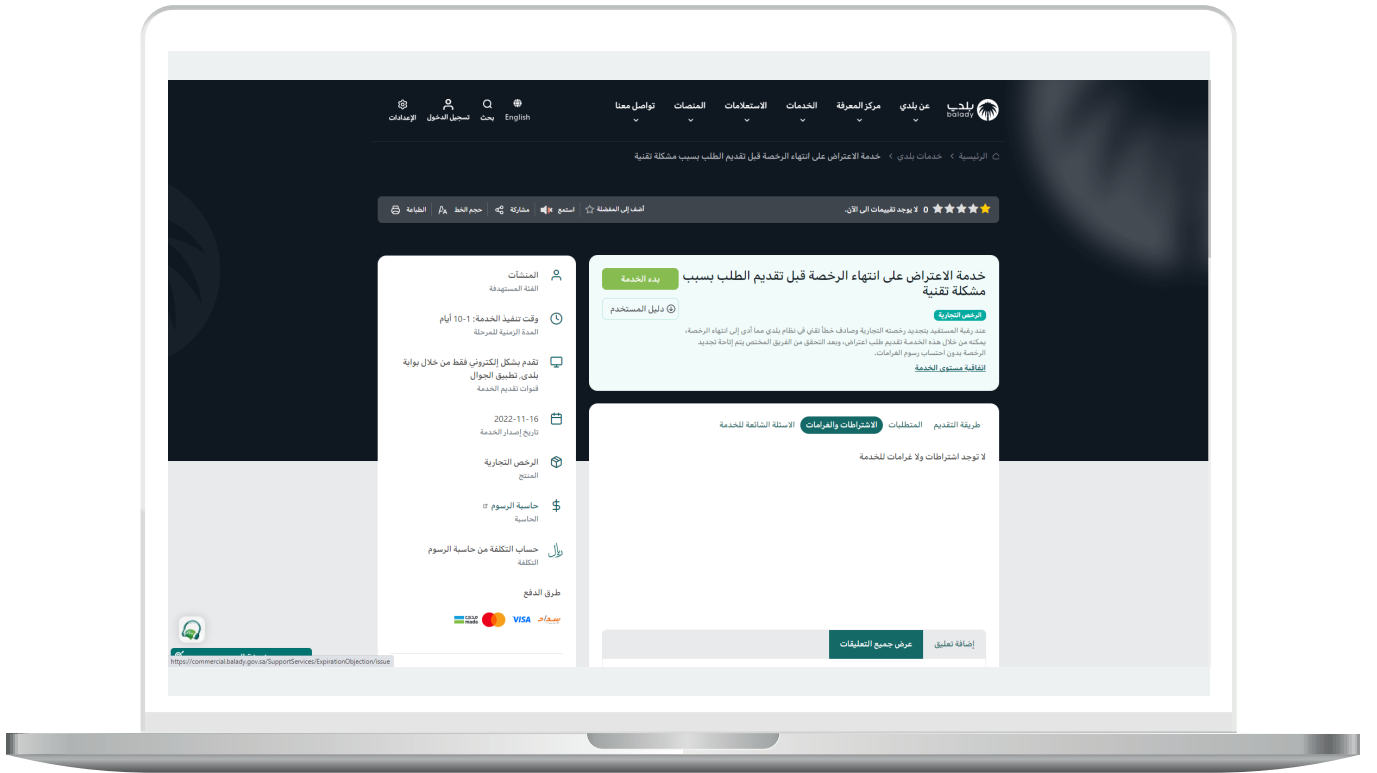 بلدي
balady
عن بلدي
مركز المعرفة
الخدمات
الاستعلامات
المنصات
تواصل معنا
English
بحث
تسجيل الدخول
الإعدادات
الرئيسية
خدمات بلدي
خدمة الاعتراض على انتهاء الرخصة قبل تقديم الطلب بسبب مشكلة تقنية
0 لا يوجد تقييمات الى الآن.
أضف إلى المفضلة
استمع
مشاركة
حجم الخط
الطباعة
خدمة الاعتراض على انتهاء الرخصة قبل تقديم الطلب بسبب
مشكلة تقنية
بدء الخدمة
دليل المستخدم
الرخص التجارية
عند رغبة المستفيد بتجديد رخصته التجارية وصادف خطأ تقني في نظام بلدي مما أدى إلى انتهاء الرخصة،
يمكنه من خلال هذه الخدمة تقديم طلب اعتراض، وبعد التحقق من الفريق المختص يتم إتاحة تجديد
الرخصة بدون احتساب رسوم الغرامات.
اتفاقية مستوى الخدمة
طريقة التقديم
المتطلبات
الاشتراطات والغرامات
الاسئلة الشائعة للخدمة
لا توجد اشتراطات ولا غرامات للخدمة
إضافة تعليق
عرض جميع التعليقات
المنشآت
الفئة المستهدفة
وقت تنفيذ الخدمة: 1-10 أيام
المدة الزمنية للمرحلة
تقدم بشكل إلكتروني فقط من خلال بوابة
بلدي, تطبيق الجوال
قنوات تقديم الخدمة
2022-11-16
تاريخ إصدار الخدمة
الرخص التجارية
المنتج
حاسبة الرسوم
الحاسبة
حساب التكلفة من حاسبة الرسوم
التكلفة
طرق الدفع
سداد
VISA
مدى
mada
https://commercial.balady.gov.sa/SupportServices/ExpirationObjection/issue